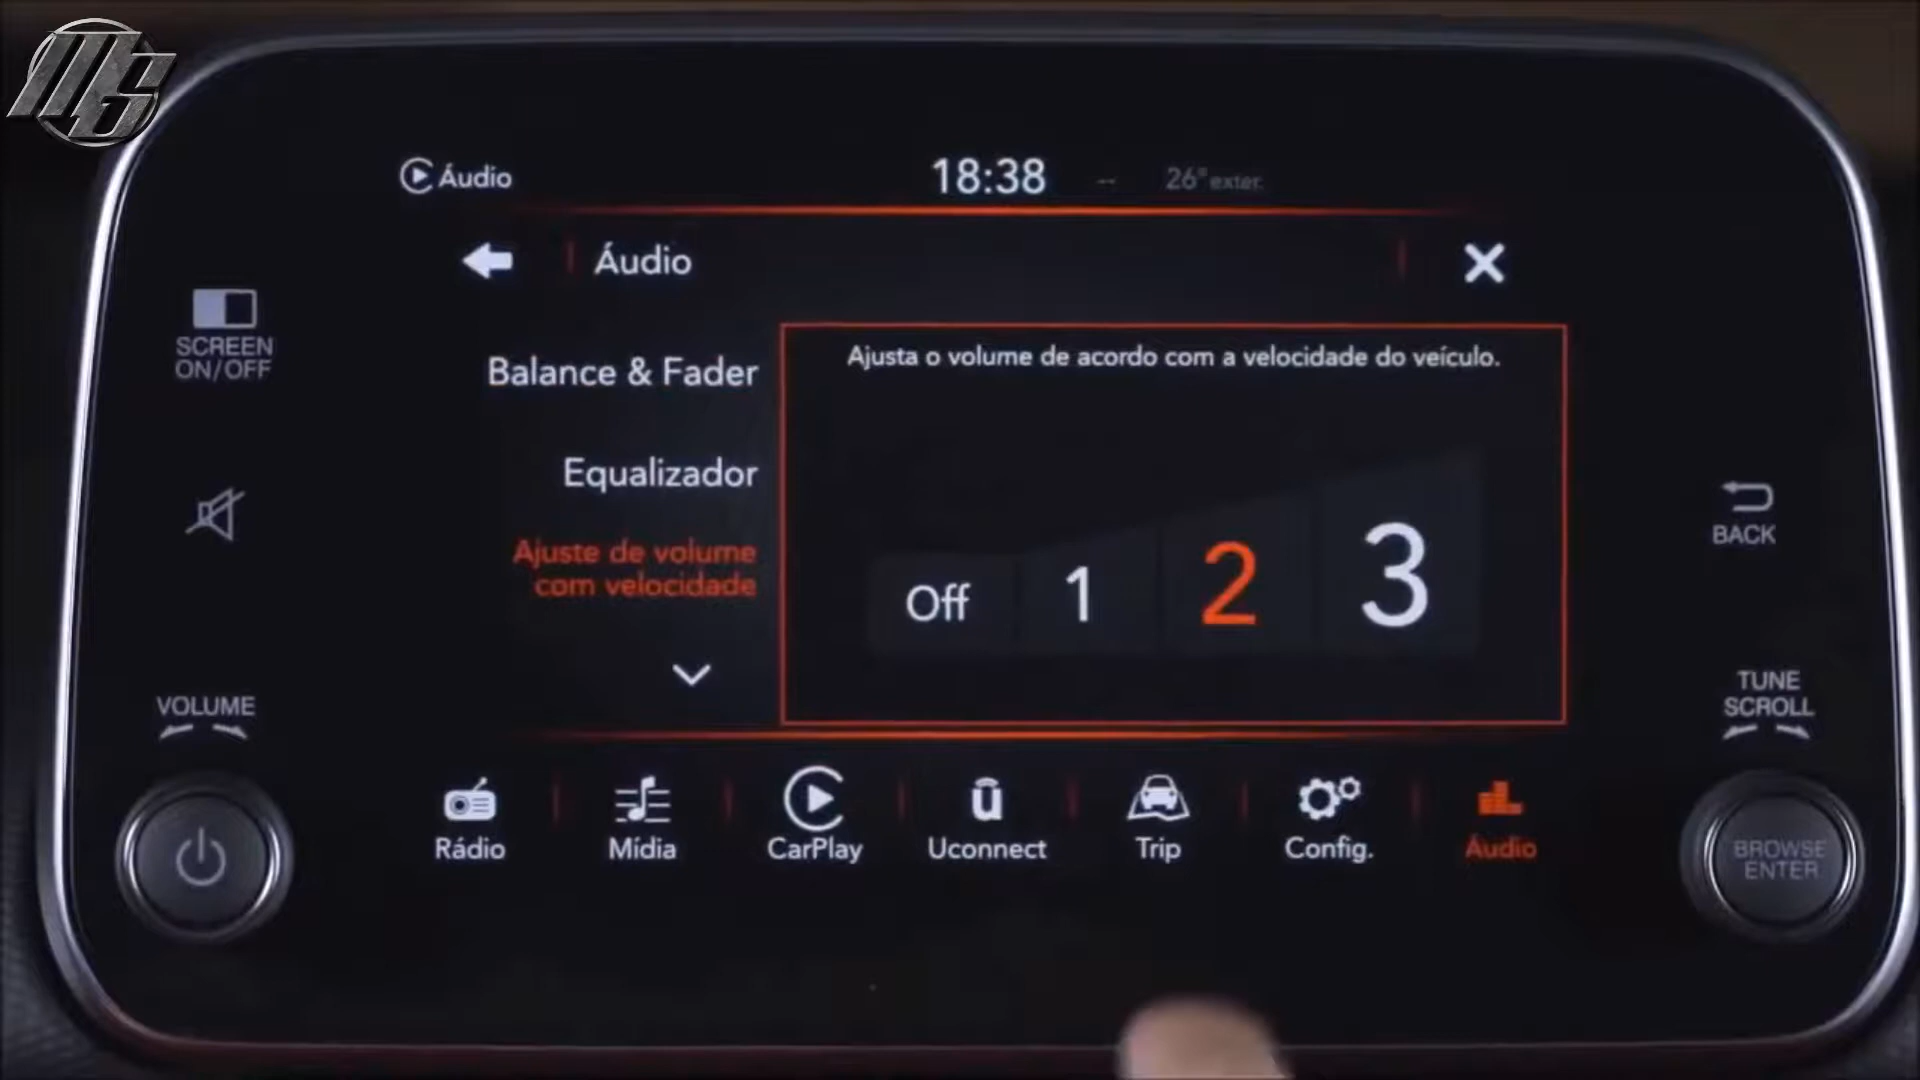 MS
Áudio
18:38
--
26° exter.
Áudio
SCREEN
ON/OFF
Balance & Fader
Ajusta o volume de acordo com a velocidade do veículo.
Equalizador
Ajuste de volume
com velocidade
Off 1 2 3
BACK
VOLUME
TUNE
SCROLL
Rádio
Mídia
CarPlay
Uconnect
Trip
Config.
Áudio
BROWSE
ENTER